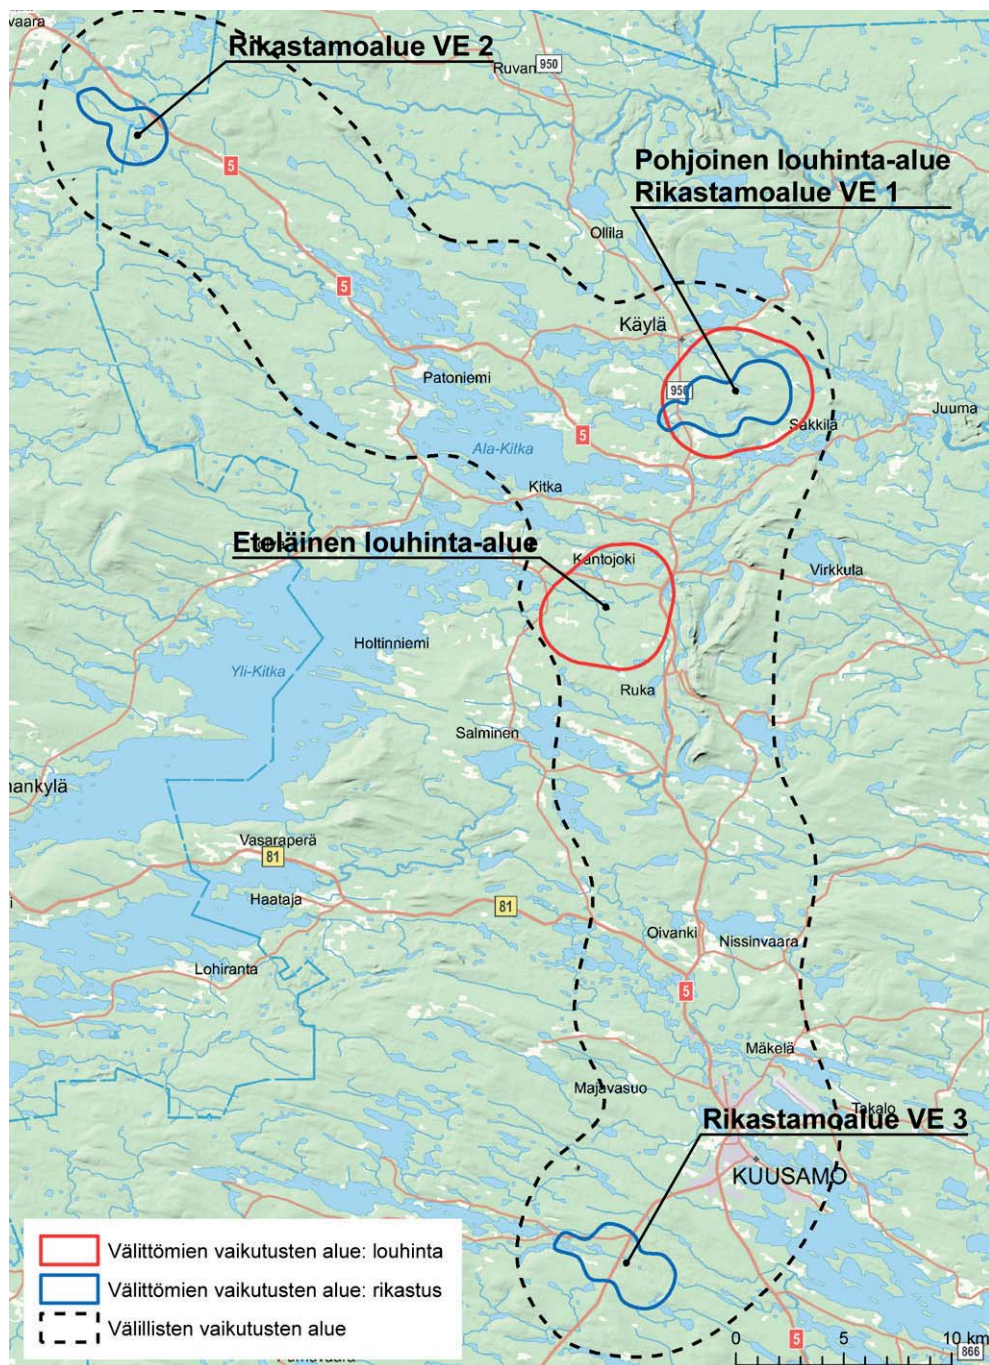 vaara
Rikastamoalue VE 2
950
5
Pohjoinen louhinta-alue
Rikastamoalue VE 1
Ollila
5
Käylä
Patoniemi
950
Juuma
Säkkilä
5
Ala-Kitka
Kitka
Eteläinen louhinta-alue
Kantojoki
Virkkula
Holtinniemi
Yli-Kitka
Ruka
Salminen
nankylä
Vasaraperä
81
Haataja
81
Oivanki
Nissinvaara
Lohiranta
5
Mäkelä
Majavasuo
Takalo
Rikastamoalue VE 3
KUUSAMO
Välittömien vaikutusten alue: louhinta
Välittömien vaikutusten alue: rikastus
Välillisten vaikutusten alue
0 5 10 km
5
866